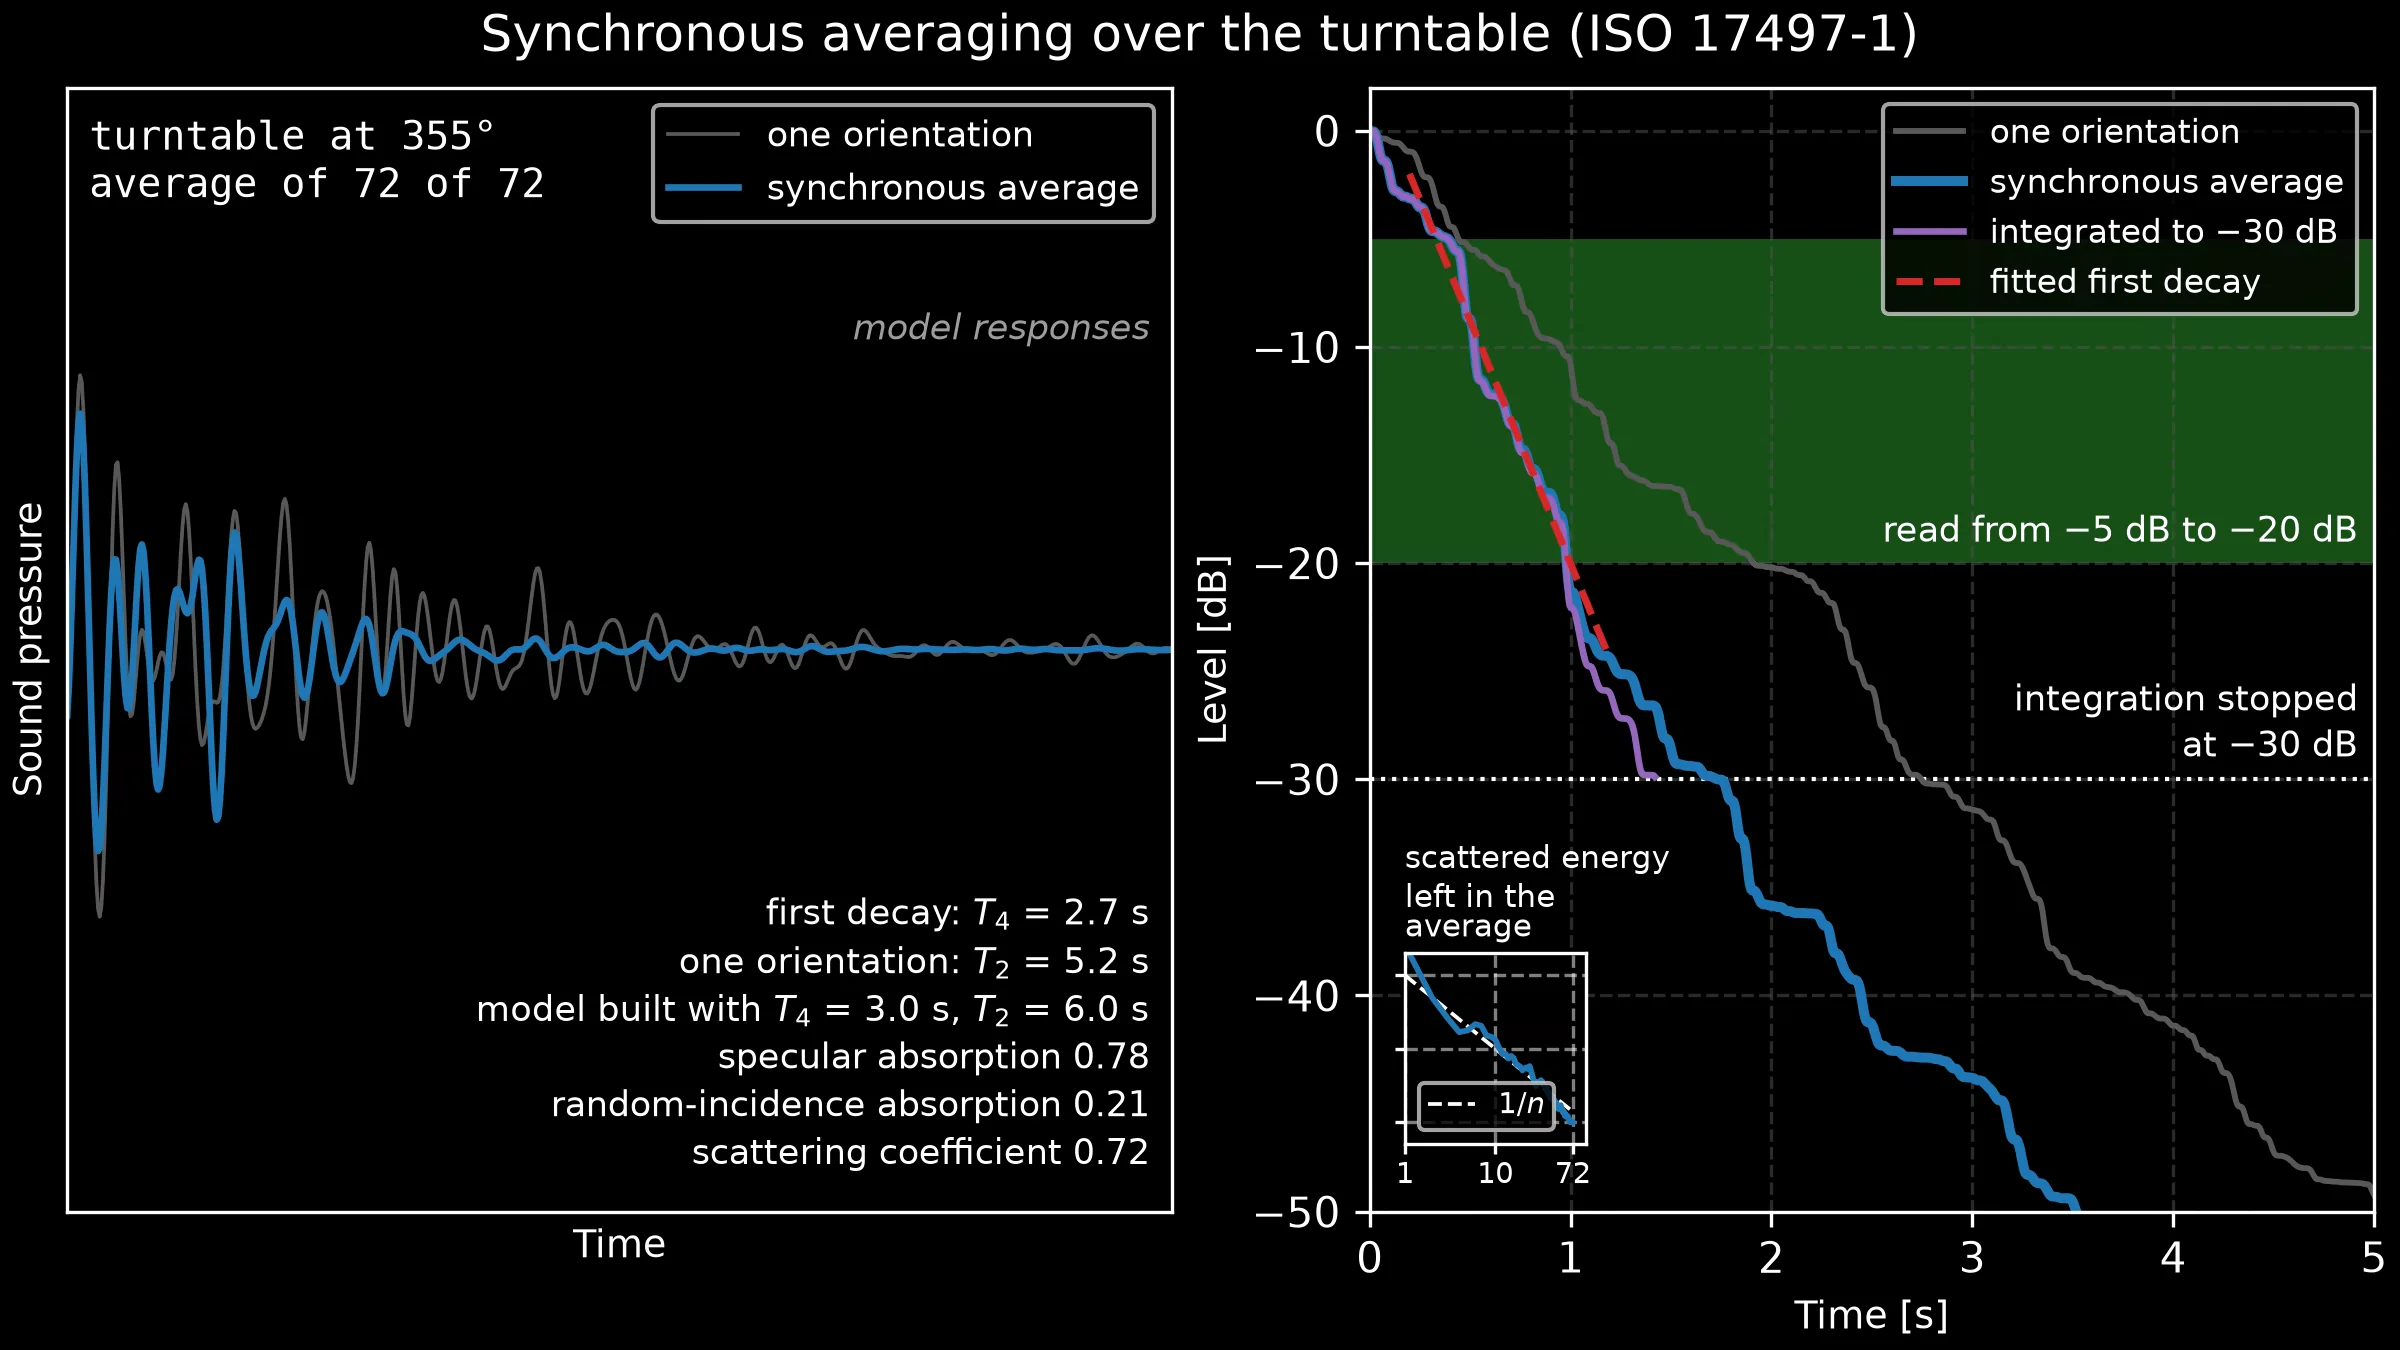 Synchronous averaging over the turntable (ISO 17497-1)
turntable at 355°
average of 72 of 72
one orientation
synchronous average
model responses
first decay: T₄ = 2.7 s
one orientation: T₂ = 5.2 s
model built with T₄ = 3.0 s, T₂ = 6.0 s
specular absorption 0.78
random-incidence absorption 0.21
scattering coefficient 0.72
Sound pressure
Time
one orientation
synchronous average
integrated to −30 dB
fitted first decay
read from −5 dB to −20 dB
integration stopped
at −30 dB
scattered energy
left in the
average
1/n
1 10 72
Level [dB]
0
−10
−20
−30
−40
−50
0 1 2 3 4 5
Time [s]